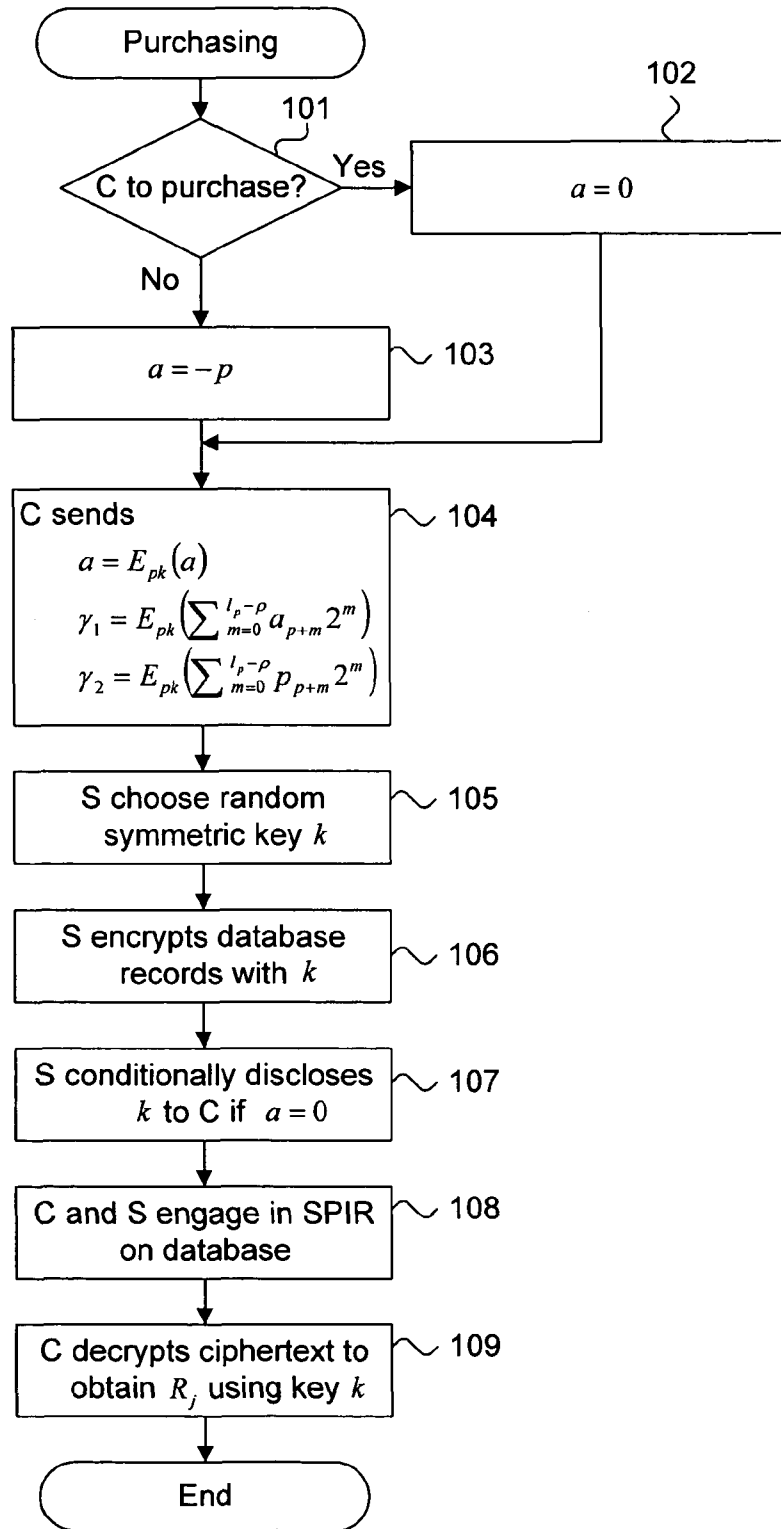 Purchasing
101
C to purchase?
Yes
102
a = 0
No
a = −p
103
C sends
104
a = E_pk(a)
γ₁ = E_pk(∑_{m=0}^{l_p−ρ} a_{p+m} 2^m)
γ₂ = E_pk(∑_{m=0}^{l_p−ρ} p_{p+m} 2^m)
S choose random
symmetric key k
105
S encrypts database
records with k
106
S conditionally discloses
k to C if a = 0
107
C and S engage in SPIR
on database
108
C decrypts ciphertext to
obtain R_j using key k
109
End